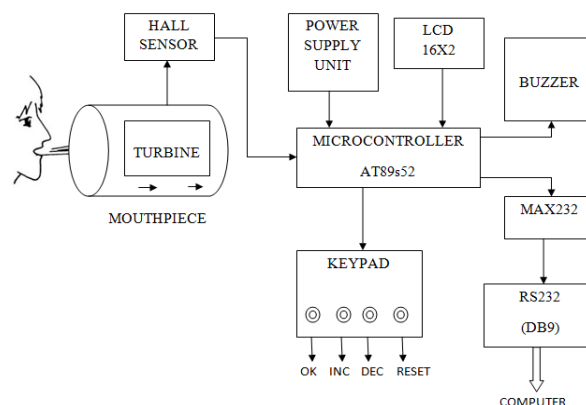 HALL
SENSOR
POWER
SUPPLY
UNIT
LCD
16X2
BUZZER
TURBINE
MOUTHPIECE
MICROCONTROLLER
AT89s52
MAX232
KEYPAD
RS232
(DB9)
OK INC DEC RESET
COMPUTER